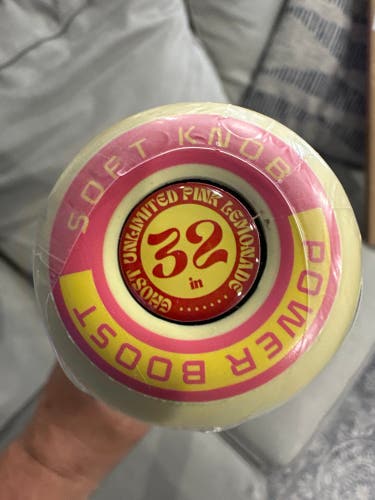 SOFT KNOB
POWER BOOST
GHOST UNLIMITED PINK LEMONADE
32
in